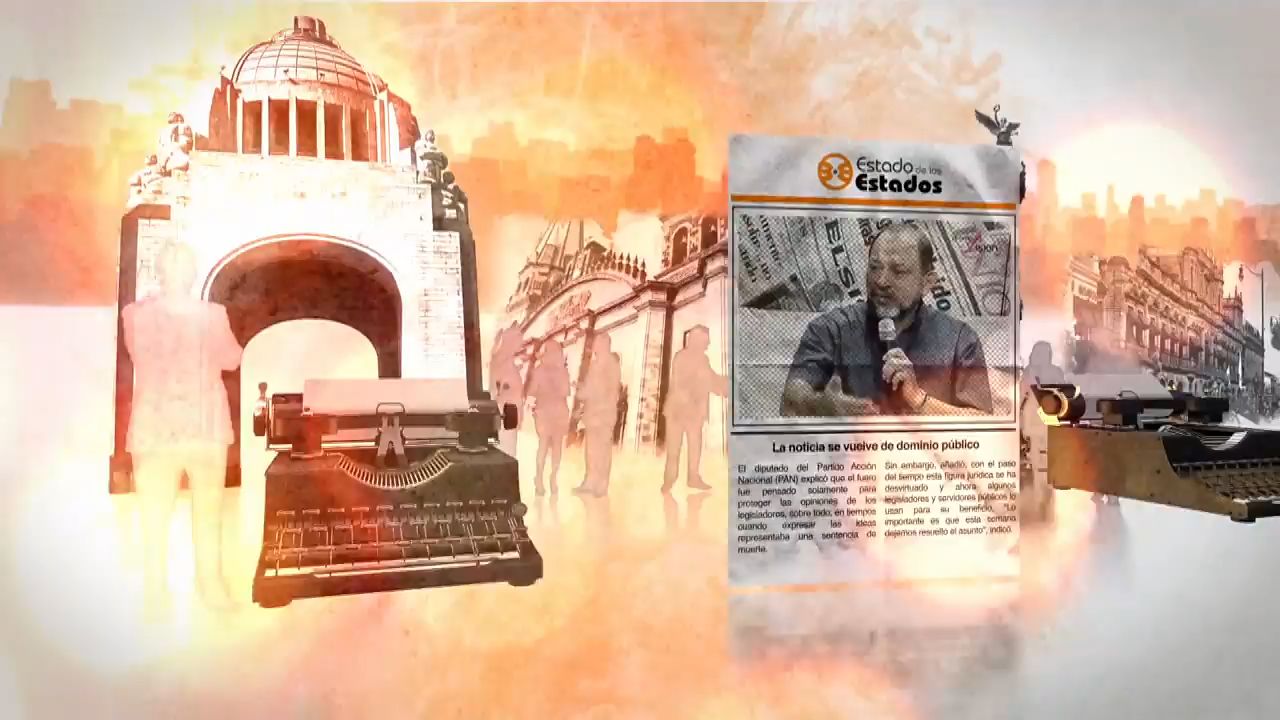 Estado de los
Estados
ELSI
La noticia se vuelve de dominio público
El diputado del Partido Acción
Nacional (PAN) explicó que el fuero
fue pensado solamente para
proteger las opiniones de los
legisladores, sobre todo, en tiempos
cuando expresar las ideas
representaba una sentencia de
muerte.
Sin embargo, añadió, con el paso
del tiempo esta figura jurídica se ha
desvirtuado y ahora algunos
legisladores y servidores públicos lo
usan para su beneficio, "Lo
importante es que esta semana
dejemos resuelto el asunto", indicó.